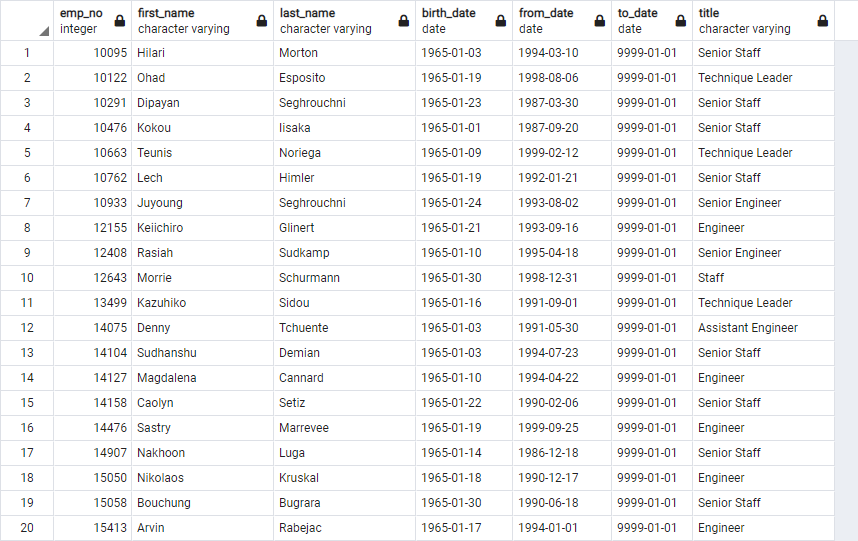 emp_no first_name last_name birth_date from_date to_date title
integer character varying character varying date date date character varying
1 10095 Hilari Morton 1965-01-03 1994-03-10 9999-01-01 Senior Staff
2 10122 Ohad Esposito 1965-01-19 1998-08-06 9999-01-01 Technique Leader
3 10291 Dipayan Seghrouchni 1965-01-23 1987-03-30 9999-01-01 Senior Staff
4 10476 Kokou Iisaka 1965-01-01 1987-09-20 9999-01-01 Senior Staff
5 10663 Teunis Noriega 1965-01-09 1999-02-12 9999-01-01 Technique Leader
6 10762 Lech Himler 1965-01-19 1992-01-21 9999-01-01 Senior Staff
7 10933 Juyoung Seghrouchni 1965-01-24 1993-08-02 9999-01-01 Senior Engineer
8 12155 Keiichiro Glinert 1965-01-21 1993-09-16 9999-01-01 Engineer
9 12408 Rasiah Sudkamp 1965-01-10 1995-04-18 9999-01-01 Senior Engineer
10 12643 Morrie Schurmann 1965-01-30 1998-12-31 9999-01-01 Staff
11 13499 Kazuhiko Sidou 1965-01-16 1991-09-01 9999-01-01 Technique Leader
12 14075 Denny Tchuente 1965-01-03 1991-05-30 9999-01-01 Assistant Engineer
13 14104 Sudhanshu Demian 1965-01-03 1994-07-23 9999-01-01 Senior Staff
14 14127 Magdalena Cannard 1965-01-10 1994-04-22 9999-01-01 Engineer
15 14158 Caolyn Setiz 1965-01-22 1990-02-06 9999-01-01 Senior Staff
16 14476 Sastry Marrevee 1965-01-19 1999-09-25 9999-01-01 Engineer
17 14907 Nakhoon Luga 1965-01-14 1986-12-18 9999-01-01 Senior Staff
18 15050 Nikolaos Kruskal 1965-01-18 1990-12-17 9999-01-01 Engineer
19 15058 Bouchung Bugrara 1965-01-30 1990-06-18 9999-01-01 Senior Staff
20 15413 Arvin Rabejac 1965-01-17 1994-01-01 9999-01-01 Engineer